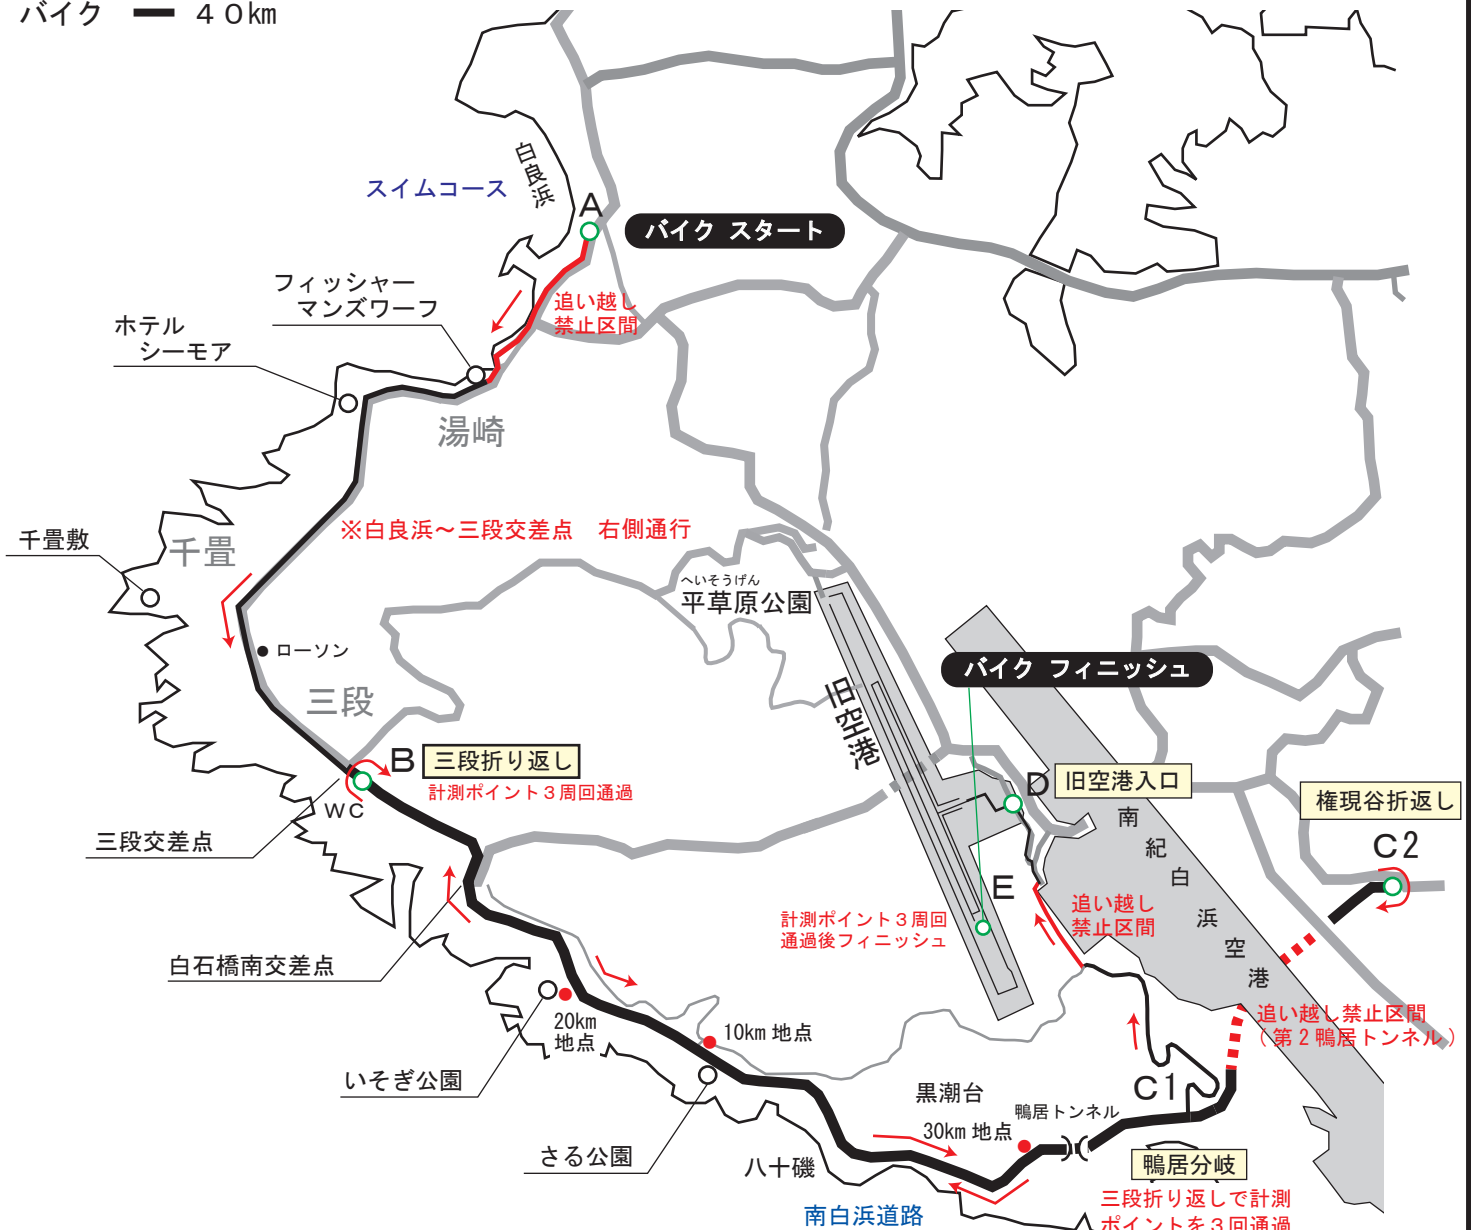 バイク ━ 40km
白良浜
スイムコース
A
バイク スタート
フィッシャー
マンズワーフ
追い越し
禁止区間
ホテル
シーモア
湯崎
※白良浜～三段交差点 右側通行
千畳敷
千畳
へいそうげん
平草原公園
ローソン
三段
バイク フィニッシュ
旧空港
B
三段折り返し
計測ポイント3周回通過
WC
三段交差点
D
旧空港入口
南紀白浜空港
権現谷折返し
C2
E
計測ポイント3周回
通過後フィニッシュ
追い越し
禁止区間
白石橋南交差点
20km
地点
10km 地点
追い越し禁止区間
(第2鴨居トンネル)
いそぎ公園
黒潮台
C1
鴨居トンネル
30km 地点
さる公園
八十磯
鴨居分岐
三段折り返しで計測
ポイントを3回通過
南白浜道路